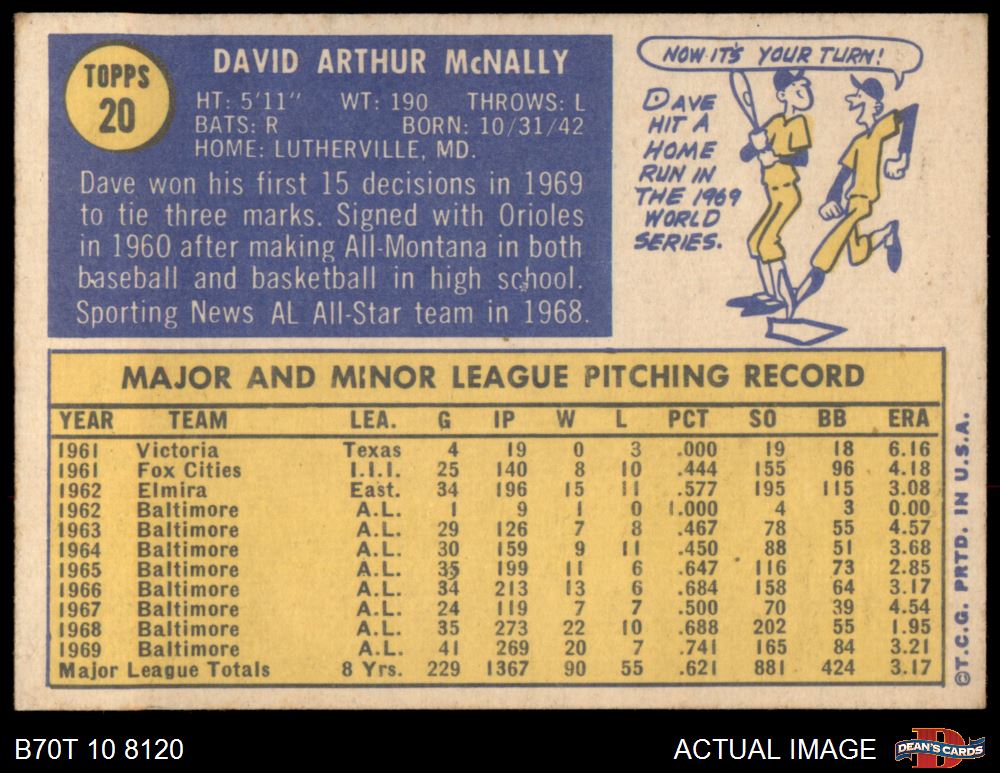 TOPPS
20
DAVID ARTHUR McNALLY
HT: 5'11" WT: 190 THROWS: L
BATS: R BORN: 10/31/42
HOME: LUTHERVILLE, MD.
Dave won his first 15 decisions in 1969
to tie three marks. Signed with Orioles
in 1960 after making All-Montana in both
baseball and basketball in high school.
Sporting News AL All-Star team in 1968.
NOW IT'S YOUR TURN!
DAVE
HIT A
HOME
RUN IN
THE 1969
WORLD
SERIES.
MAJOR AND MINOR LEAGUE PITCHING RECORD
YEAR TEAM LEA. G IP W L PCT SO BB ERA
1961 Victoria Texas 4 19 0 3 .000 19 18 6.16
1961 Fox Cities I.I.I. 25 140 8 10 .444 155 96 4.18
1962 Elmira East. 34 196 15 11 .577 195 115 3.08
1962 Baltimore A.L. 1 9 1 0 1.000 4 3 0.00
1963 Baltimore A.L. 29 126 7 8 .467 78 55 4.57
1964 Baltimore A.L. 30 159 9 11 .450 88 51 3.68
1965 Baltimore A.L. 35 199 11 6 .647 116 73 2.85
1966 Baltimore A.L. 34 213 13 6 .684 158 64 3.17
1967 Baltimore A.L. 24 119 7 7 .500 70 39 4.54
1968 Baltimore A.L. 35 273 22 10 .688 202 55 1.95
1969 Baltimore A.L. 41 269 20 7 .741 165 84 3.21
Major League Totals 8 Yrs. 229 1367 90 55 .621 881 424 3.17
©T.C.G. PRTD. IN U.S.A.
B70T 10 8120
ACTUAL IMAGE
D
DEAN'S CARDS